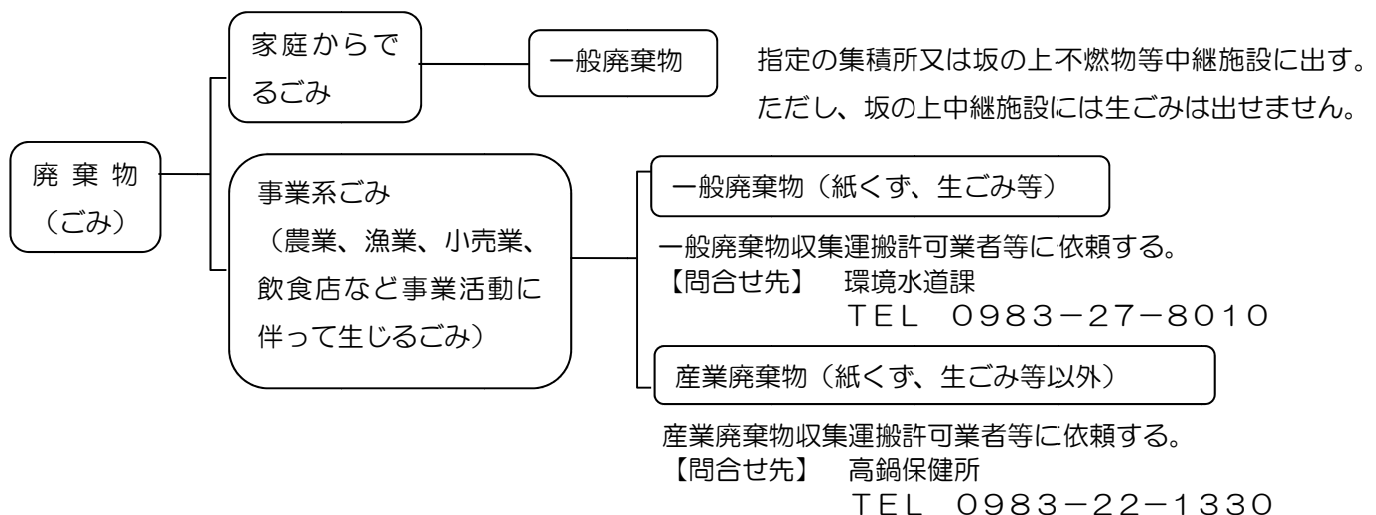 家庭からで
るごみ
一般廃棄物
指定の集積所又は坂の上不燃物等中継施設に出す。
ただし、坂の上中継施設には生ごみは出せません。
廃棄物
（ごみ）
事業系ごみ
（農業、漁業、小売業、
飲食店など事業活動に
伴って生じるごみ）
一般廃棄物（紙くず、生ごみ等）
一般廃棄物収集運搬許可業者等に依頼する。
【問合せ先】　環境水道課
ＴＥＬ　０９８３－２７－８０１０
産業廃棄物（紙くず、生ごみ等以外）
産業廃棄物収集運搬許可業者等に依頼する。
【問合せ先】　高鍋保健所
ＴＥＬ　０９８３－２２－１３３０